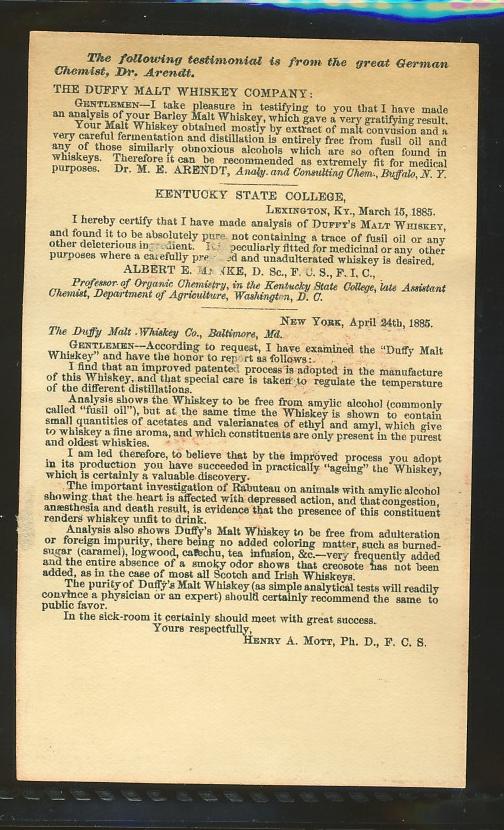 The following testimonial is from the great German
Chemist, Dr. Arendt.
THE DUFFY MALT WHISKEY COMPANY:
GENTLEMEN—I take pleasure in testifying to you that I have made
an analysis of your Barley Malt Whiskey, which gave a very gratifying result.
Your Malt Whiskey obtained mostly by extract of malt convusion and a
very careful fermentation and distillation is entirely free from fusil oil and
any of those similarly obnoxious alcohols which are so often found in
whiskeys. Therefore it can be recommended as extremely fit for medical
purposes. Dr. M. E. ARENDT, Analy. and Consulting Chem., Buffalo, N. Y.
KENTUCKY STATE COLLEGE,
LEXINGTON, KY., March 15, 1885.
I hereby certify that I have made analysis of DUFFY'S MALT WHISKEY,
and found it to be absolutely pure, not containing a trace of fusil oil or any
other deleterious ingredient. It is peculiarly fitted for medicinal or any other
purposes where a carefully and unadulterated whiskey is desired.
ALBERT E. D. Sc., F. C. S., F. I. C.,
Professor of Organic Chemistry, in the Kentucky State College, late Assistant
Chemist, Department of Agriculture, Washington, D. C.
NEW YORK, April 24th, 1885.
The Duffy Malt Whiskey Co., Baltimore, Md.
GENTLEMEN—According to request, I have examined the "Duffy Malt
Whiskey" and have the honor to report as follows:
I find that an improved patented process is adopted in the manufacture
of this Whiskey, and that special care is taken to regulate the temperature
of the different distillations.
Analysis shows the Whiskey to be free from amylic alcohol (commonly
called "fusil oil"), but at the same time the Whiskey is shown to contain
small quantities of acetates and valerianates of ethyl and amyl, which give
to whiskey a fine aroma, and which constituents are only present in the purest
and oldest whiskies.
I am led therefore, to believe that by the improved process you adopt
in its production you have succeeded in practically "ageing" the Whiskey,
which is certainly a valuable discovery.
The important investigation of Rabuteau on animals with amylic alcohol
showing that the heart is affected with depressed action, and that congestion,
anæsthesia and death result, is evidence that the presence of this constituent
renders whiskey unfit to drink.
Analysis also shows Duffy's Malt Whiskey to be free from adulteration
or foreign impurity, there being no added coloring matter, such as burned-
sugar (caramel), logwood, catechu, tea infusion, &c.—very frequently added
and the entire absence of a smoky odor shows that creosote has not been
added, as in the case of most all Scotch and Irish Whiskeys.
The purity of Duffy's Malt Whiskey (as simple analytical tests will readily
convince a physician or an expert) should certainly recommend the same to
public favor.
In the sick-room it certainly should meet with great success.
Yours respectfully,
HENRY A. MOTT, Ph. D., F. C. S.